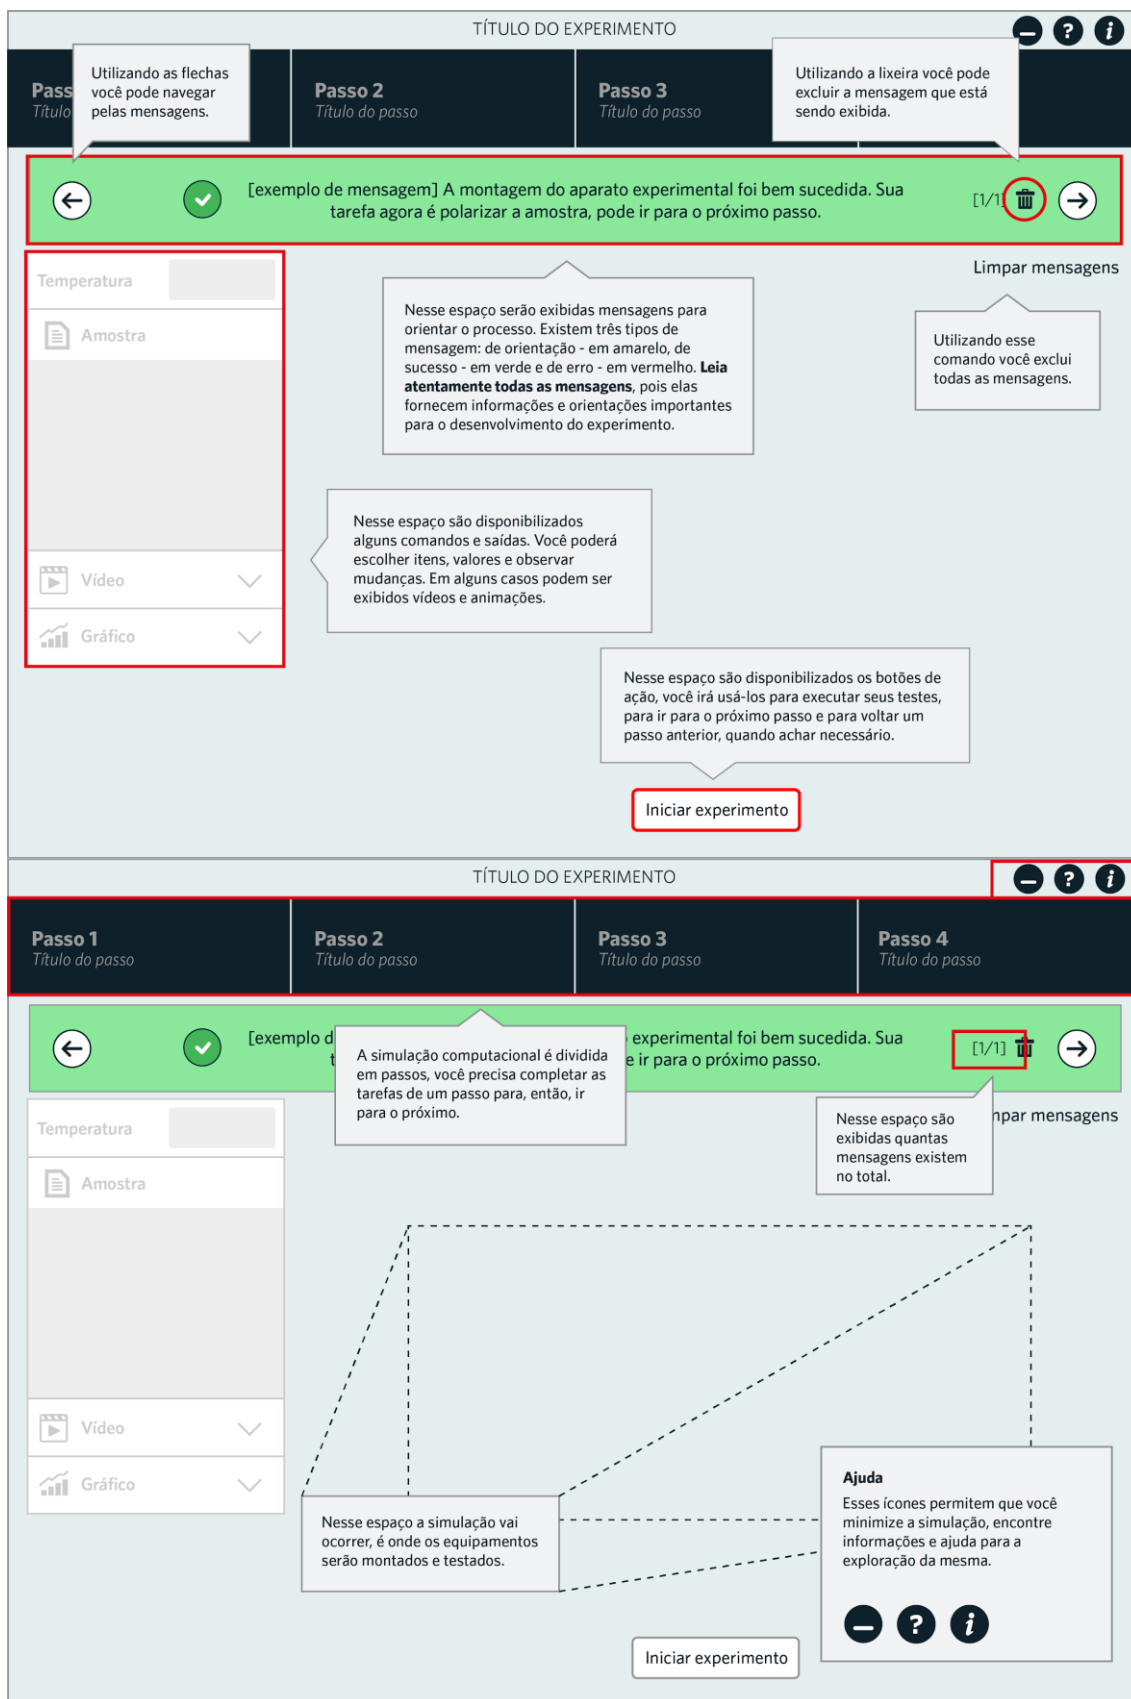 TÍTULO DO EXPERIMENTO
Utilizando as flechas
você pode navegar
pelas mensagens.
Utilizando a lixeira você pode
excluir a mensagem que está
sendo exibida.
Passo 2
Título do passo
Passo 3
Título do passo
Título
[exemplo de mensagem] A montagem do aparato experimental foi bem sucedida. Sua
tarefa agora é polarizar a amostra, pode ir para o próximo passo.
[1/1]
Limpar mensagens
Temperatura
Amostra
Vídeo
Gráfico
Nesse espaço serão exibidas mensagens para
orientar o processo. Existem três tipos de
mensagem: de orientação - em amarelo, de
sucesso - em verde e de erro - em vermelho. Leia
atentamente todas as mensagens, pois elas
fornecem informações e orientações importantes
para o desenvolvimento do experimento.
Utilizando esse
comando você exclui
todas as mensagens.
Nesse espaço são disponibilizados
alguns comandos e saídas. Você poderá
escolher itens, valores e observar
mudanças. Em alguns casos podem ser
exibidos vídeos e animações.
Nesse espaço são disponibilizados os botões de
ação, você irá usá-los para executar seus testes,
para ir para o próximo passo e para voltar um
passo anterior, quando achar necessário.
Iniciar experimento
TÍTULO DO EXPERIMENTO
Passo 1
Título do passo
Passo 2
Título do passo
Passo 3
Título do passo
Passo 4
Título do passo
experimental foi bem sucedida. Sua
ir para o próximo passo.
[1/1]
A simulação computacional é dividida
em passos, você precisa completar as
tarefas de um passo para, então, ir
para o próximo.
Nesse espaço são
exibidas quantas
mensagens existem
no total.
mensagens
Temperatura
Amostra
Vídeo
Gráfico
Nesse espaço a simulação vai
ocorrer, é onde os equipamentos
serão montados e testados.
Ajuda
Esses ícones permitem que você
minimize a simulação, encontre
informações e ajuda para a
exploração da mesma.
Iniciar experimento